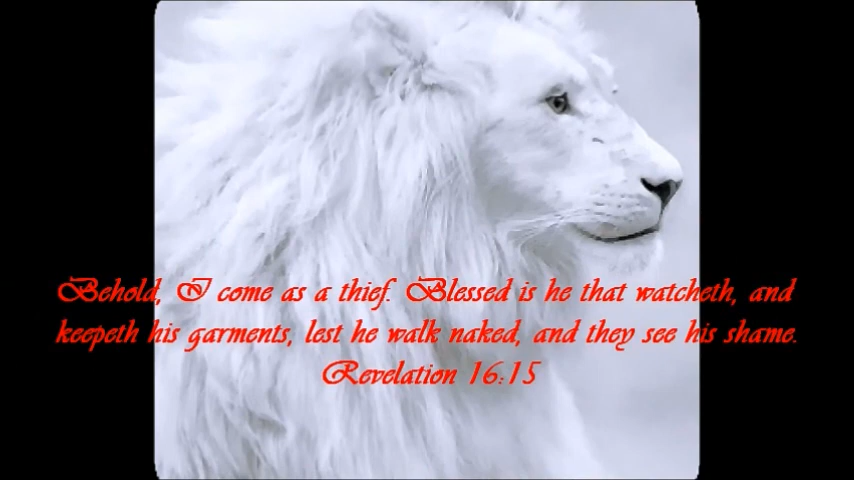 Behold, I come as a thief. Blessed is he that watcheth, and
keepeth his garments, lest he walk naked, and they see his shame.
Revelation 16:15